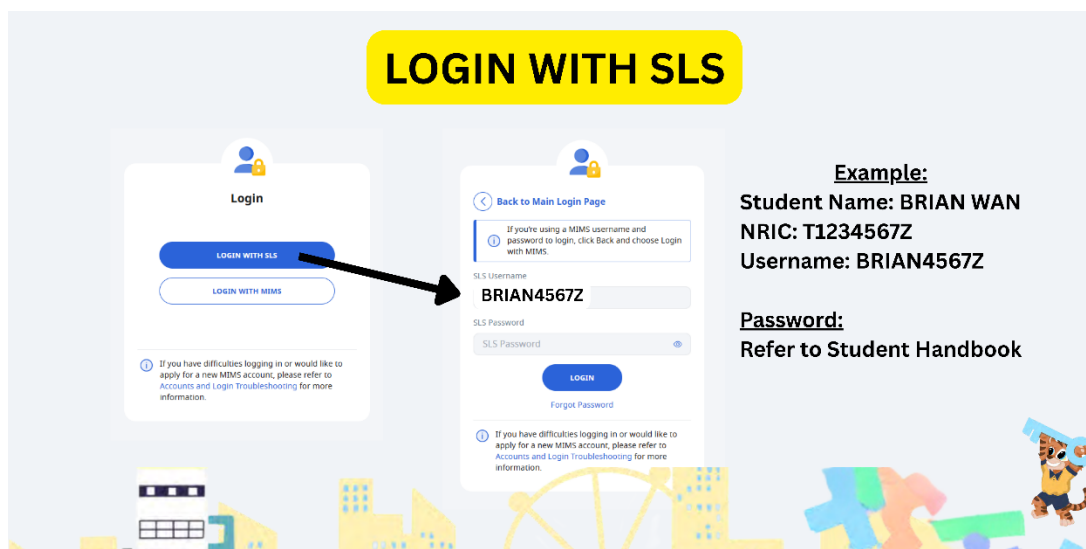 LOGIN WITH SLS
Login
LOGIN WITH SLS
LOGIN WITH MIMS
If you have difficulties logging in or would like to
apply for a new MIMS account, please refer to
Accounts and Login Troubleshooting for more
information.
Back to Main Login Page
If you're using a MIMS username and
password to login, click Back and choose Login
with MIMS.
SLS Username
BRIAN4567Z
SLS Password
SLS Password
LOGIN
Forgot Password
If you have difficulties logging in or would like to
apply for a new MIMS account, please refer to
Accounts and Login Troubleshooting for more
information.
Example:
Student Name: BRIAN WAN
NRIC: T1234567Z
Username: BRIAN4567Z
Password:
Refer to Student Handbook